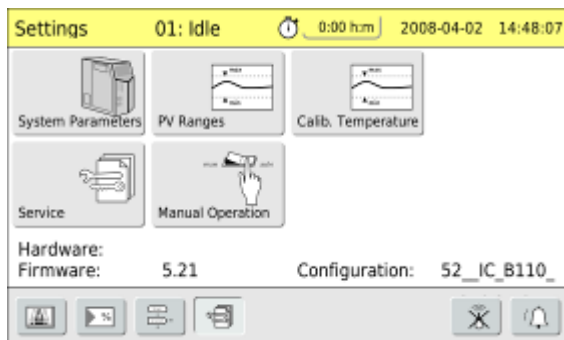 Settings 01: Idle 0:00 h:m 2008-04-02 14:48:07
System Parameters PV Ranges Calib. Temperature
Service Manual Operation
Hardware:
Firmware: 5.21 Configuration: 52__IC_B110_
%